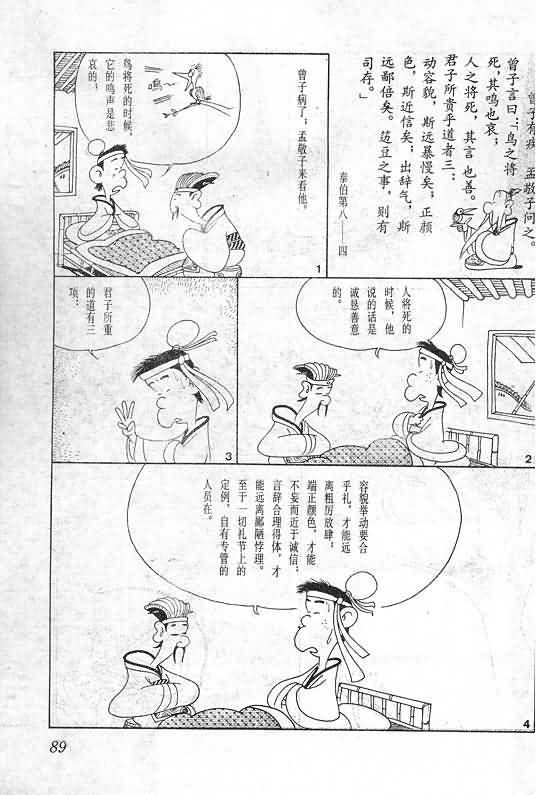 曾子有疾，孟敬子问之。
曾子言曰：“鸟之将
死，其鸣也哀；
人之将死，其言也善。
君子所贵乎道者三：
动容貌，斯远暴慢矣；正颜
色，斯近信矣；出辞气，斯
远鄙倍矣。笾豆之事，则有
司存。”
泰伯第八——四
曾子病了，孟敬子来看他。
鸟将死的时候，
它的鸣声是悲
哀的；
鸣
1
人将死的
时候，他
说的话是
诚恳善意
的。
2
君子所重
的道有三
项：
3
容貌举动要合
乎礼，才能远
离粗厉放肆；
端正颜色，才能
不妄而近于诚信；
言辞合理得体，才
能远离鄙陋悖理。
至于一切礼节上的
定例，自有专管的
人员在。
4
89